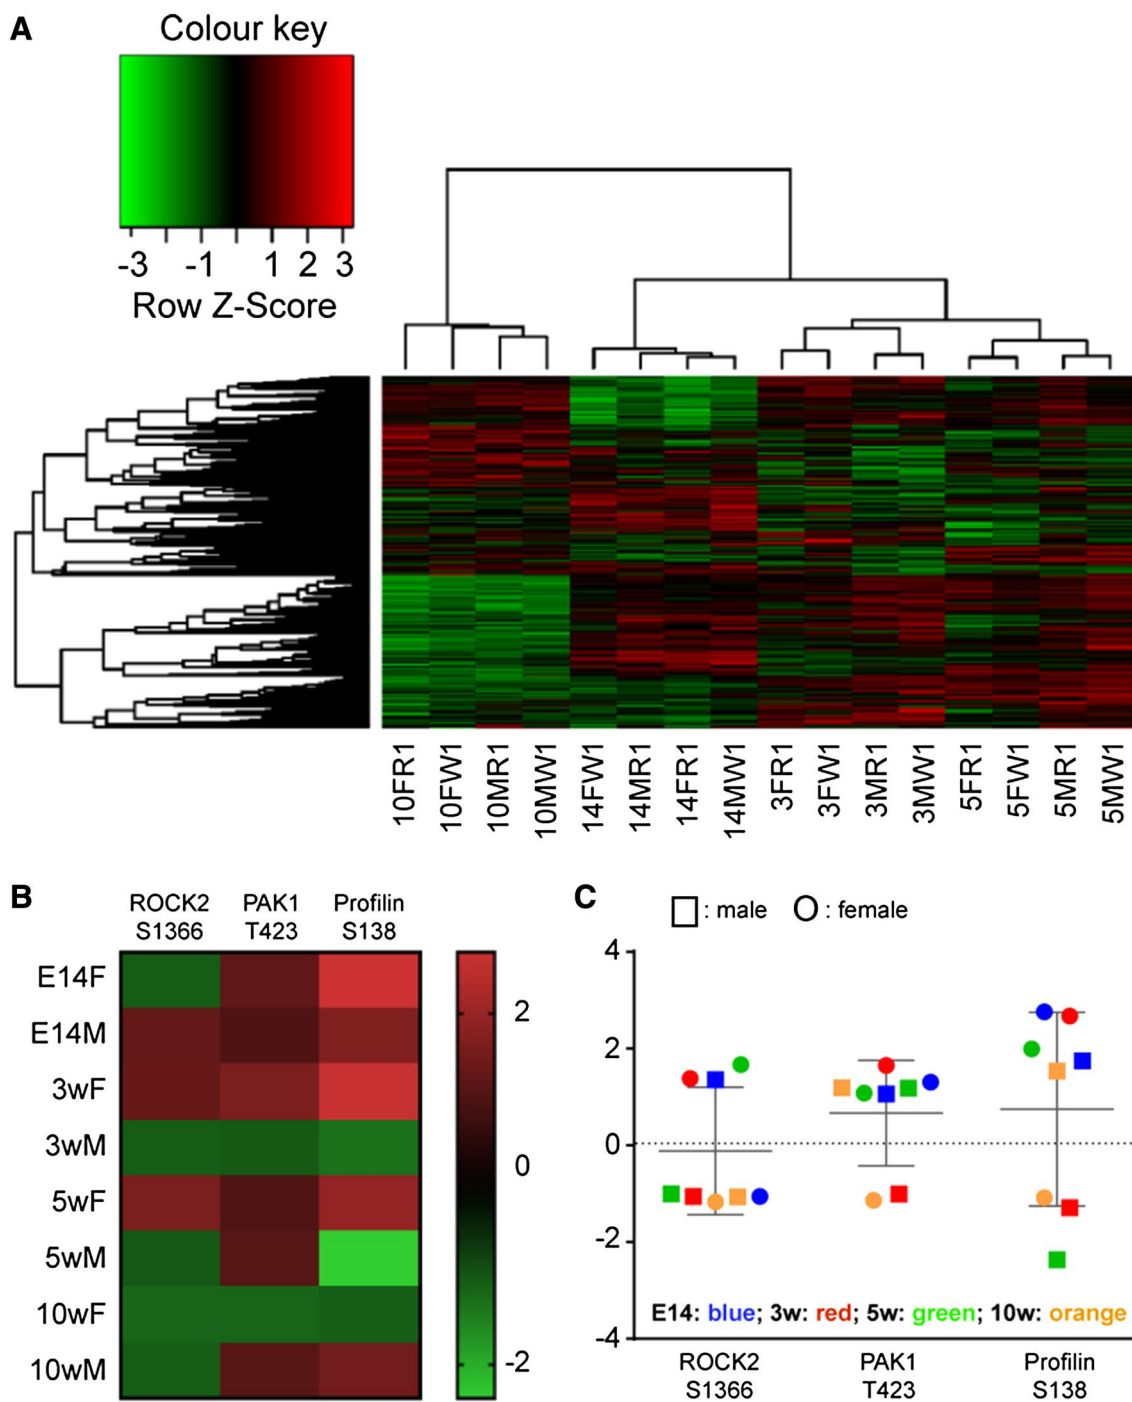 A
Colour key
-3 -1 1 2 3
Row Z-Score
10FR1
10FW1
10MR1
10MW1
14FW1
14MR1
14FR1
14MW1
3FR1
3FW1
3MR1
3MW1
5FR1
5FW1
5MR1
5MW1
B
ROCK2 S1366
PAK1 T423
Profilin S138
E14F
E14M
3wF
3wM
5wF
5wM
10wF
10wM
2
0
-2
C
: male : female
4
2
0
-2
-4
E14: blue; 3w: red; 5w: green; 10w: orange
ROCK2 S1366
PAK1 T423
Profilin S138